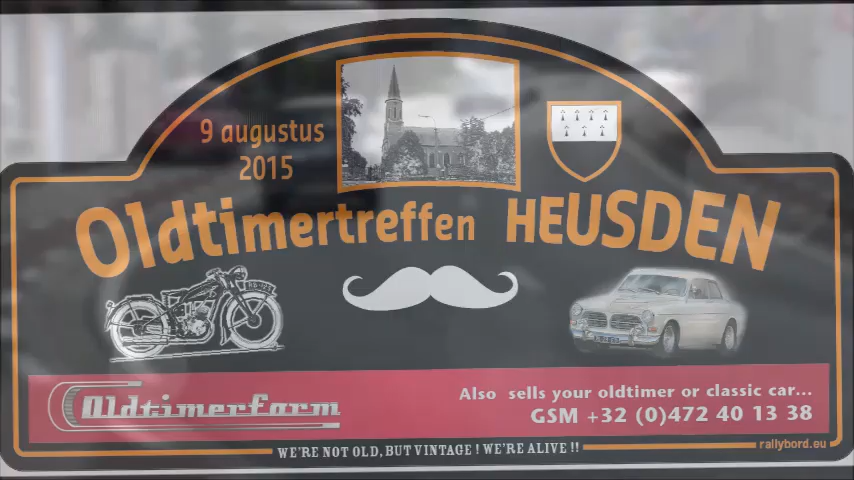 9 augustus
2015
Oldtimertreffen HEUSDEN
Oldtimerfarm
Also sells your oldtimer or classic car...
GSM +32 (0)472 40 13 38
WE'RE NOT OLD, BUT VINTAGE ! WE'RE ALIVE !!
rallybord.eu